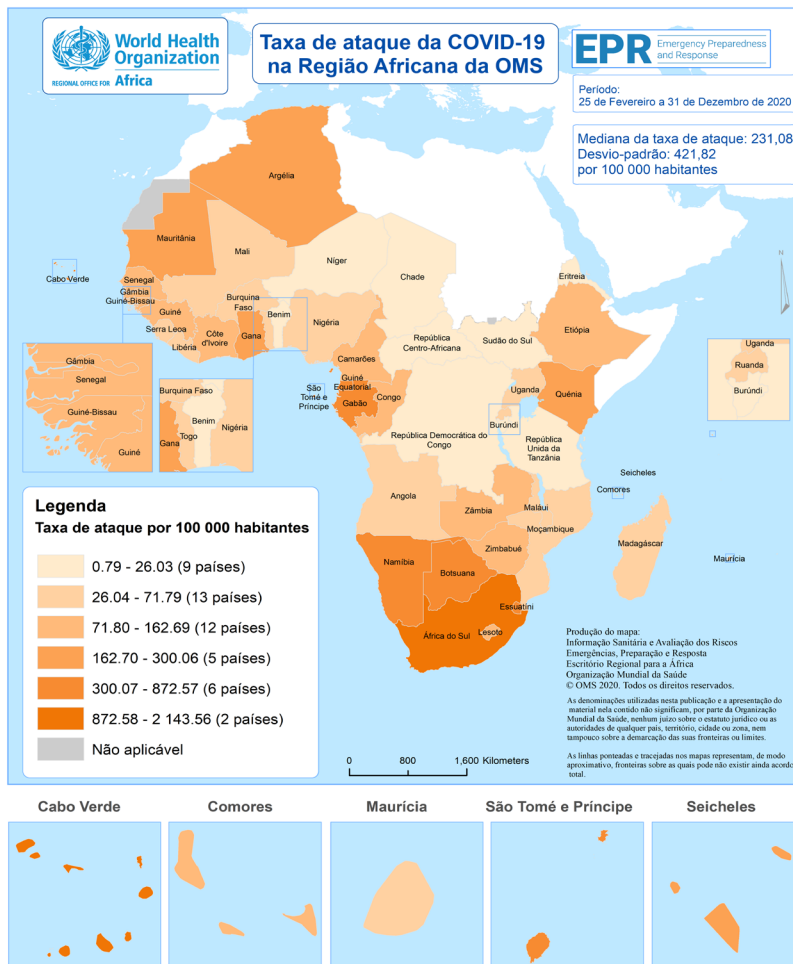 World Health
Organization
REGIONAL OFFICE FOR Africa
Taxa de ataque da COVID-19
na Região Africana da OMS
EPR
Emergency Preparedness
and Response
Período:
25 de Fevereiro a 31 de Dezembro de 2020
Mediana da taxa de ataque: 231,08
Desvio-padrão: 421,82
por 100 000 habitantes
Argélia
Mauritânia
Mali
Níger
Chade
Eritreia
Cabo Verde
Senegal
Gâmbia
Guiné-Bissau
Guiné
Burquina
Faso
Benim
Nigéria
Serra Leoa
Côte
d'Ivoire
Gana
Libéria
República
Centro-Africana
Sudão do Sul
Etiópia
Camarões
Guiné
Equatorial
Gabão
Congo
São
Tomé e
Príncipe
Uganda
Quénia
Burúndi
República Democrática do
Congo
República
Unida da
Tanzânia
Seicheles
Comores
Angola
Zâmbia
Maláui
Moçambique
Madagáscar
Maurícia
Zimbabué
Namíbia
Botsuana
Essuatíni
África do Sul
Lesoto
Gâmbia
Senegal
Guiné-Bissau
Guiné
Burquina Faso
Benim
Togo
Gana
Nigéria
Uganda
Ruanda
Burúndi
N
Legenda
Taxa de ataque por 100 000 habitantes
0.79 - 26.03 (9 países)
26.04 - 71.79 (13 países)
71.80 - 162.69 (12 países)
162.70 - 300.06 (5 países)
300.07 - 872.57 (6 países)
872.58 - 2 143.56 (2 países)
Não aplicável
0 800 1,600 Kilometers
Produção do mapa:
Informação Sanitária e Avaliação dos Riscos
Emergências, Preparação e Resposta
Escritório Regional para a África
Organização Mundial da Saúde
© OMS 2020. Todos os direitos reservados.
As denominações utilizadas nesta publicação e a apresentação do
material nela contido não significam, por parte da Organização
Mundial da Saúde, nenhum juízo sobre o estatuto jurídico ou as
autoridades de qualquer país, território, cidade ou zona, nem
tampouco sobre a demarcação das suas fronteiras ou limites.
As linhas ponteadas e tracejadas nos mapas representam, de modo
aproximativo, fronteiras sobre as quais pode não existir ainda acordo
total.
Cabo Verde
Comores
Maurícia
São Tomé e Príncipe
Seicheles